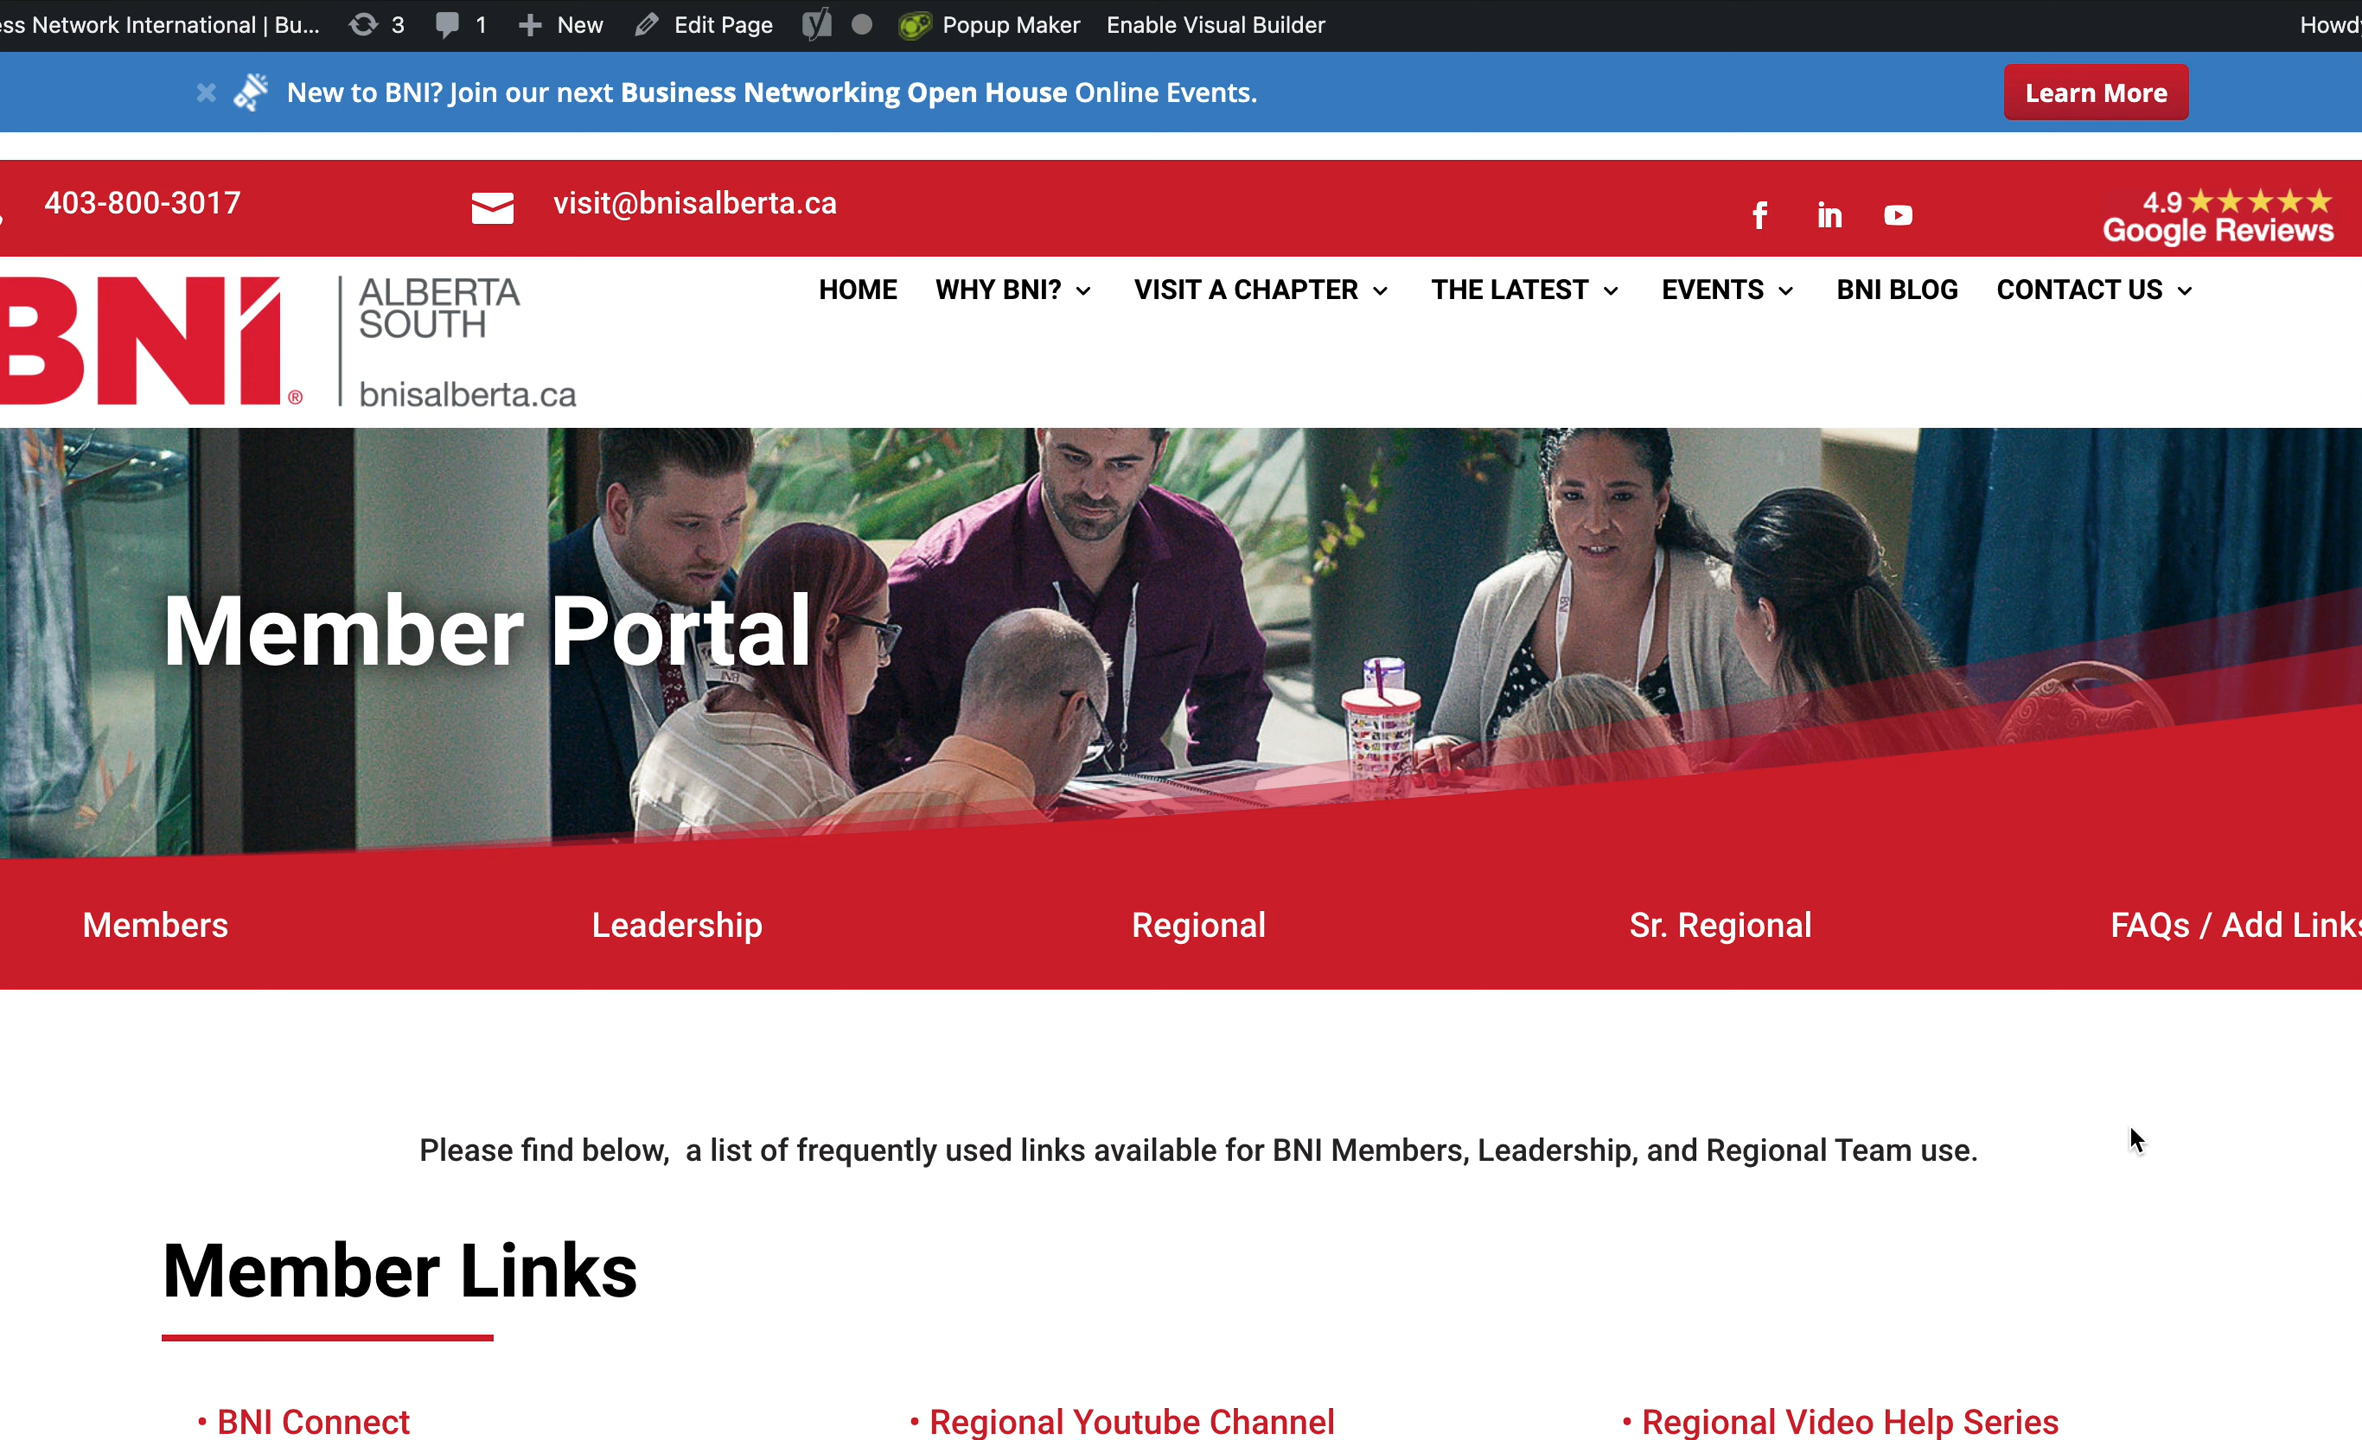 ess Network International | Bu... 3 1 New Edit Page Popup Maker Enable Visual Builder Howdy
New to BNI? Join our next Business Networking Open House Online Events. Learn More
403-800-3017 visit@bnisalberta.ca
4.9
Google Reviews
BNI® ALBERTA
SOUTH
bnisalberta.ca
HOME WHY BNI? VISIT A CHAPTER THE LATEST EVENTS BNI BLOG CONTACT US
Member Portal
Members Leadership Regional Sr. Regional FAQs / Add Links
Please find below,  a list of frequently used links available for BNI Members, Leadership, and Regional Team use.
Member Links
• BNI Connect • Regional Youtube Channel • Regional Video Help Series